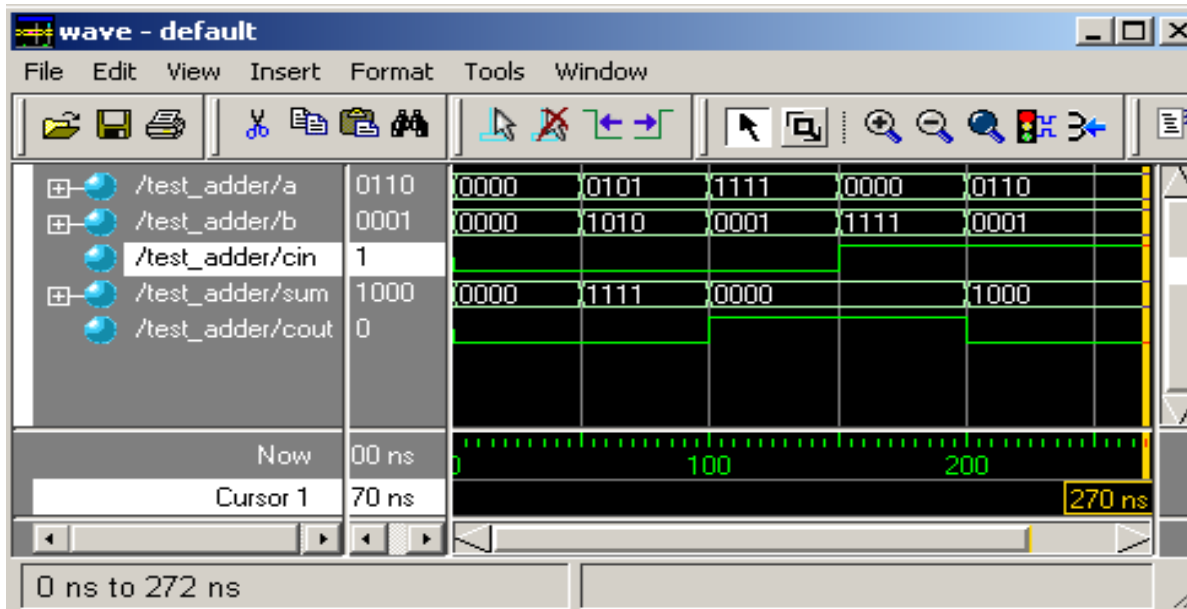 wave - default
File Edit View Insert Format Tools Window
/test_adder/a 0110 0000 0101 1111 0000 0110
/test_adder/b 0001 0000 1010 0001 1111 0001
/test_adder/cin 1
/test_adder/sum 1000 0000 1111 0000 1000
/test_adder/cout 0
Now 00 ns 0 100 200
Cursor 1 70 ns 270 ns
0 ns to 272 ns